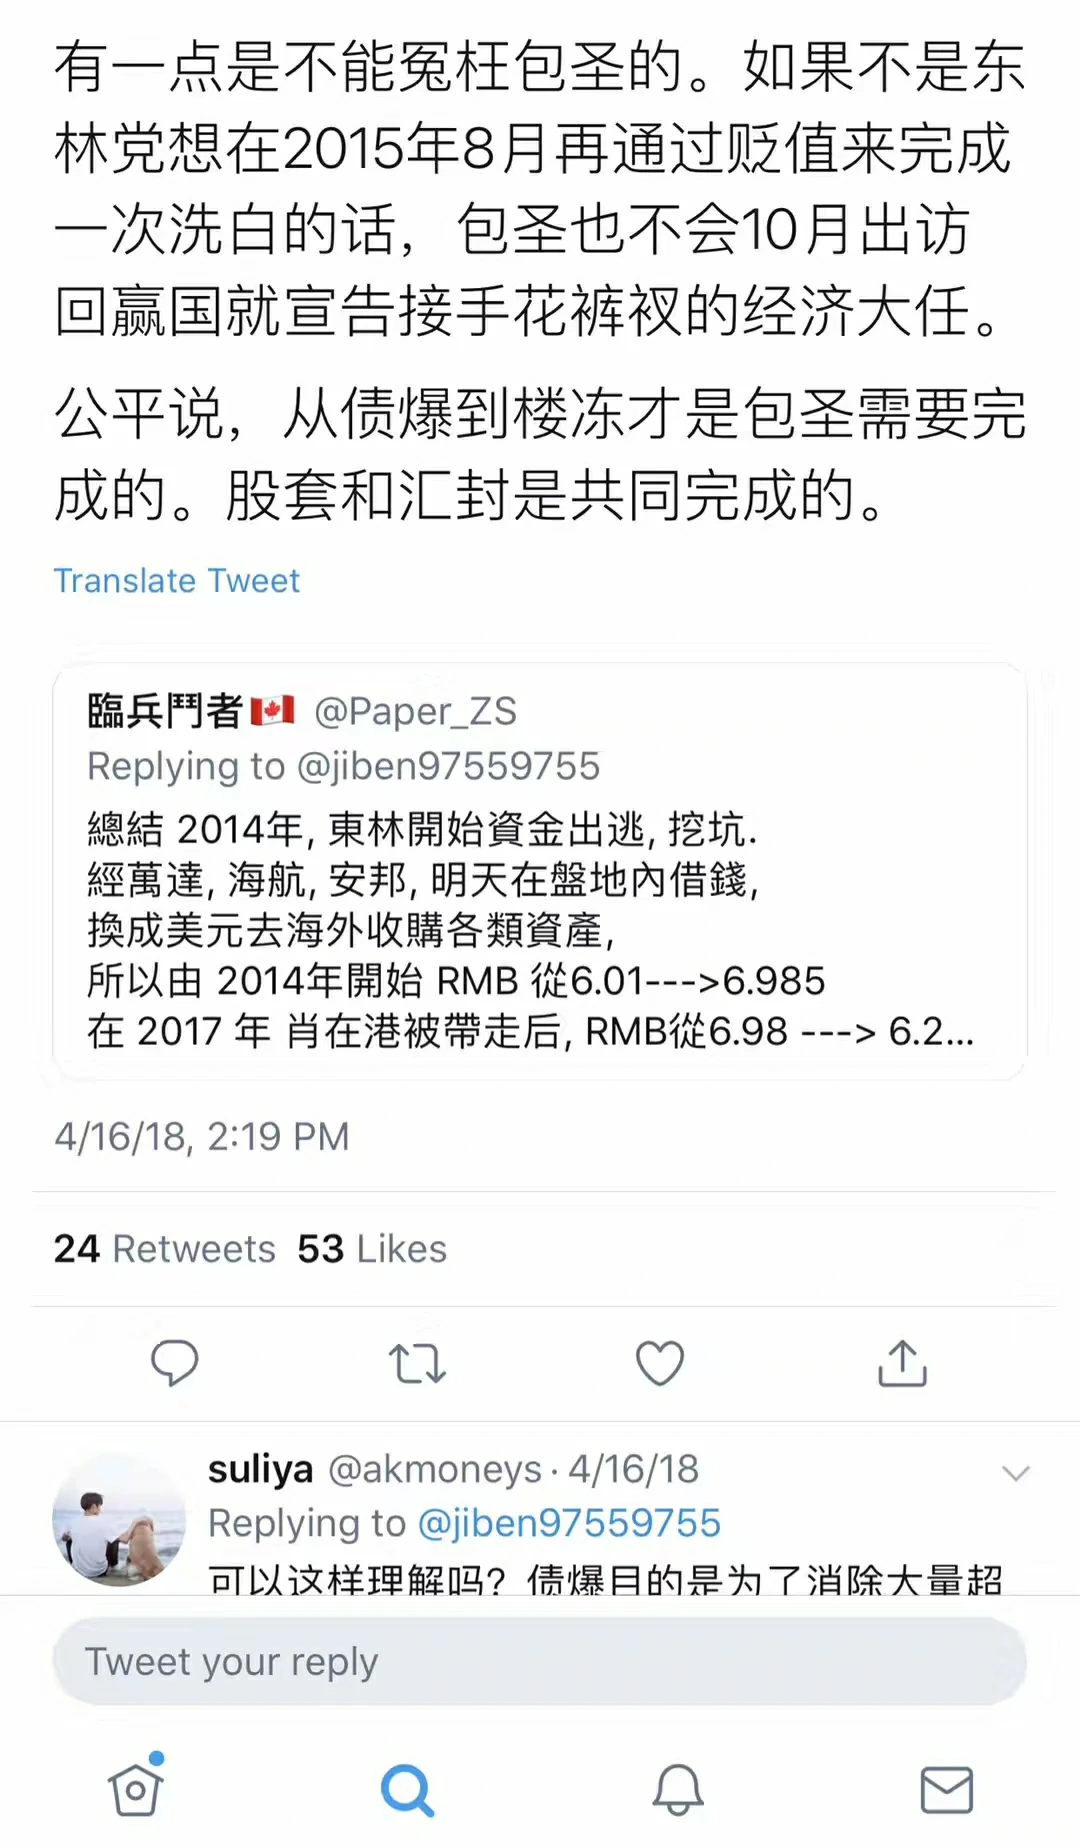 有一点是不能冤枉包圣的。如果不是东
林党想在2015年8月再通过贬值来完成
一次洗白的话，包圣也不会10月出访
回赢国就宣告接手花裤衩的经济大任。
公平说，从债爆到楼冻才是包圣需要完
成的。股套和汇封是共同完成的。
Translate Tweet
臨兵鬥者🇨🇦 @Paper_ZS
Replying to @jiben97559755
總結 2014年, 東林開始資金出逃, 挖坑.
經萬達, 海航, 安邦, 明天在盤地內借錢,
換成美元去海外收購各類資產,
所以由 2014年開始 RMB 從6.01--->6.985
在 2017 年 肖在港被帶走后, RMB從6.98 ---> 6.2...
4/16/18, 2:19 PM
24 Retweets 53 Likes
suliya @akmoneys · 4/16/18
Replying to @jiben97559755
可以这样理解吗？债爆目的是为了消除大量超
Tweet your reply